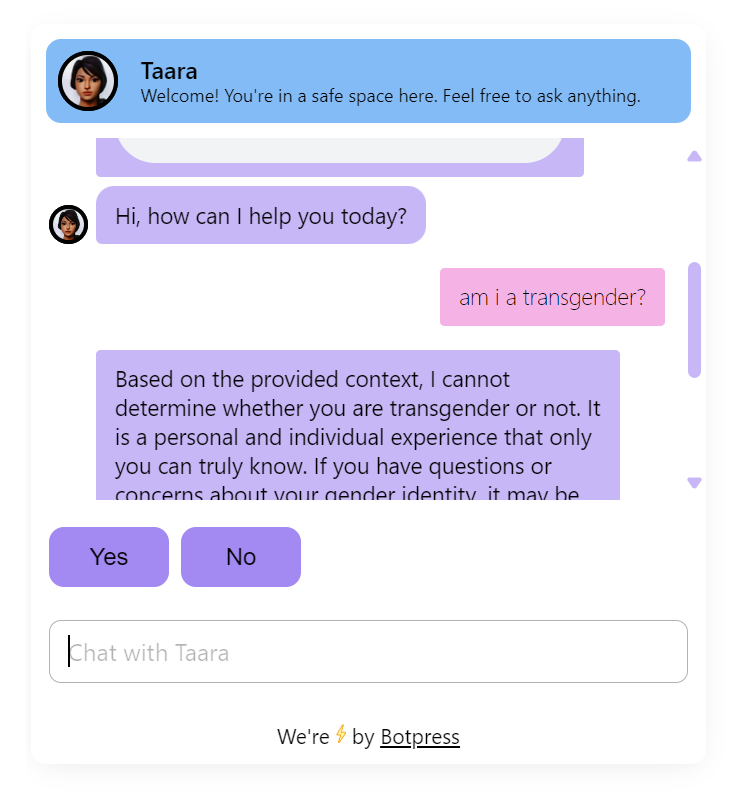 Taara
Welcome! You're in a safe space here. Feel free to ask anything.
Hi, how can I help you today?
am i a transgender?
Based on the provided context, I cannot
determine whether you are transgender or not. It
is a personal and individual experience that only
you can truly know. If you have questions or
concerns about your gender identity, it may be
Yes
No
Chat with Taara
We're ⚡ by Botpress